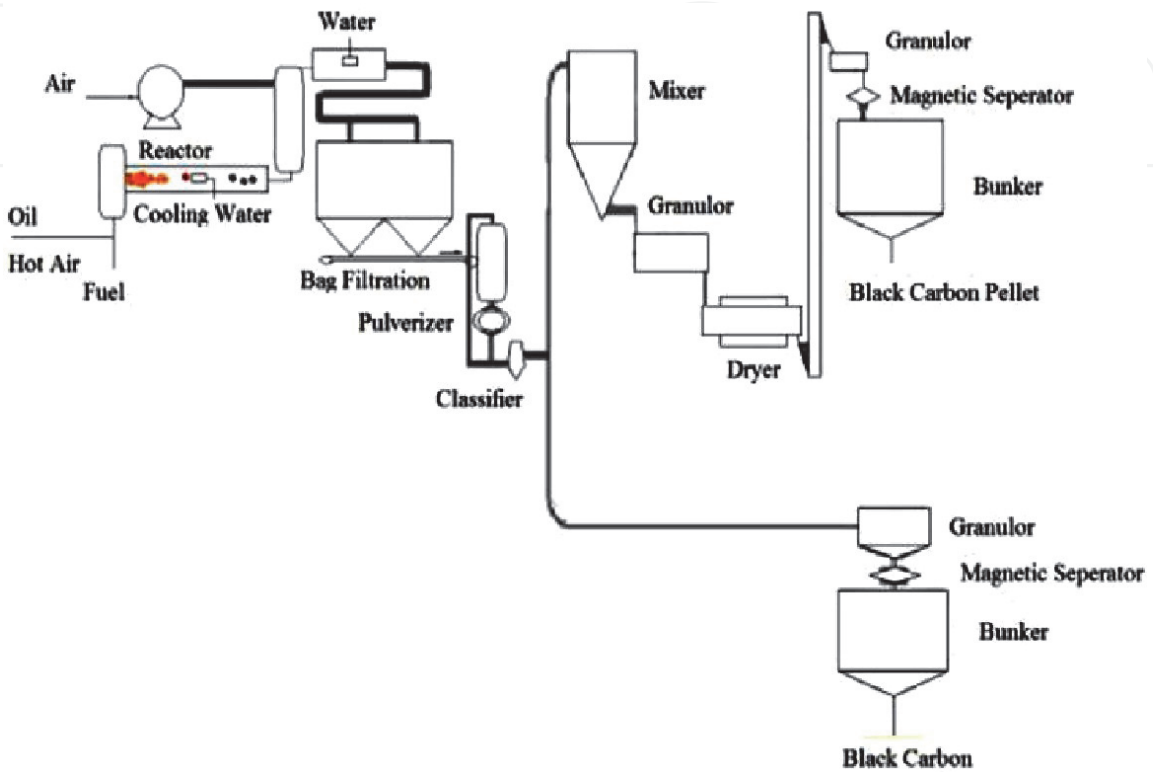 Water
Air
Reactor
Cooling Water
Oil
Hot Air
Fuel
Bag Filtration
Pulverizer
Classifier
Mixer
Granulor
Dryer
Granulor
Magnetic Seperator
Bunker
Black Carbon Pellet
Granulor
Magnetic Seperator
Bunker
Black Carbon